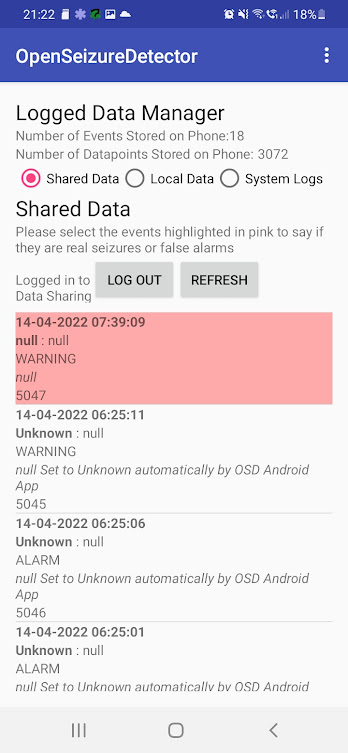 21:22
18%
OpenSeizureDetector
Logged Data Manager
Number of Events Stored on Phone:18
Number of Datapoints Stored on Phone: 3072
Shared Data Local Data System Logs
Shared Data
Please select the events highlighted in pink to say if
they are real seizures or false alarms
Logged in to
Data Sharing
LOG OUT
REFRESH
14-04-2022 07:39:09
null : null
WARNING
null
5047
14-04-2022 06:25:11
Unknown : null
WARNING
null Set to Unknown automatically by OSD Android
App
5045
14-04-2022 06:25:06
Unknown : null
ALARM
null Set to Unknown automatically by OSD Android
App
5046
14-04-2022 06:25:01
Unknown : null
ALARM
null Set to Unknown automatically by OSD Android